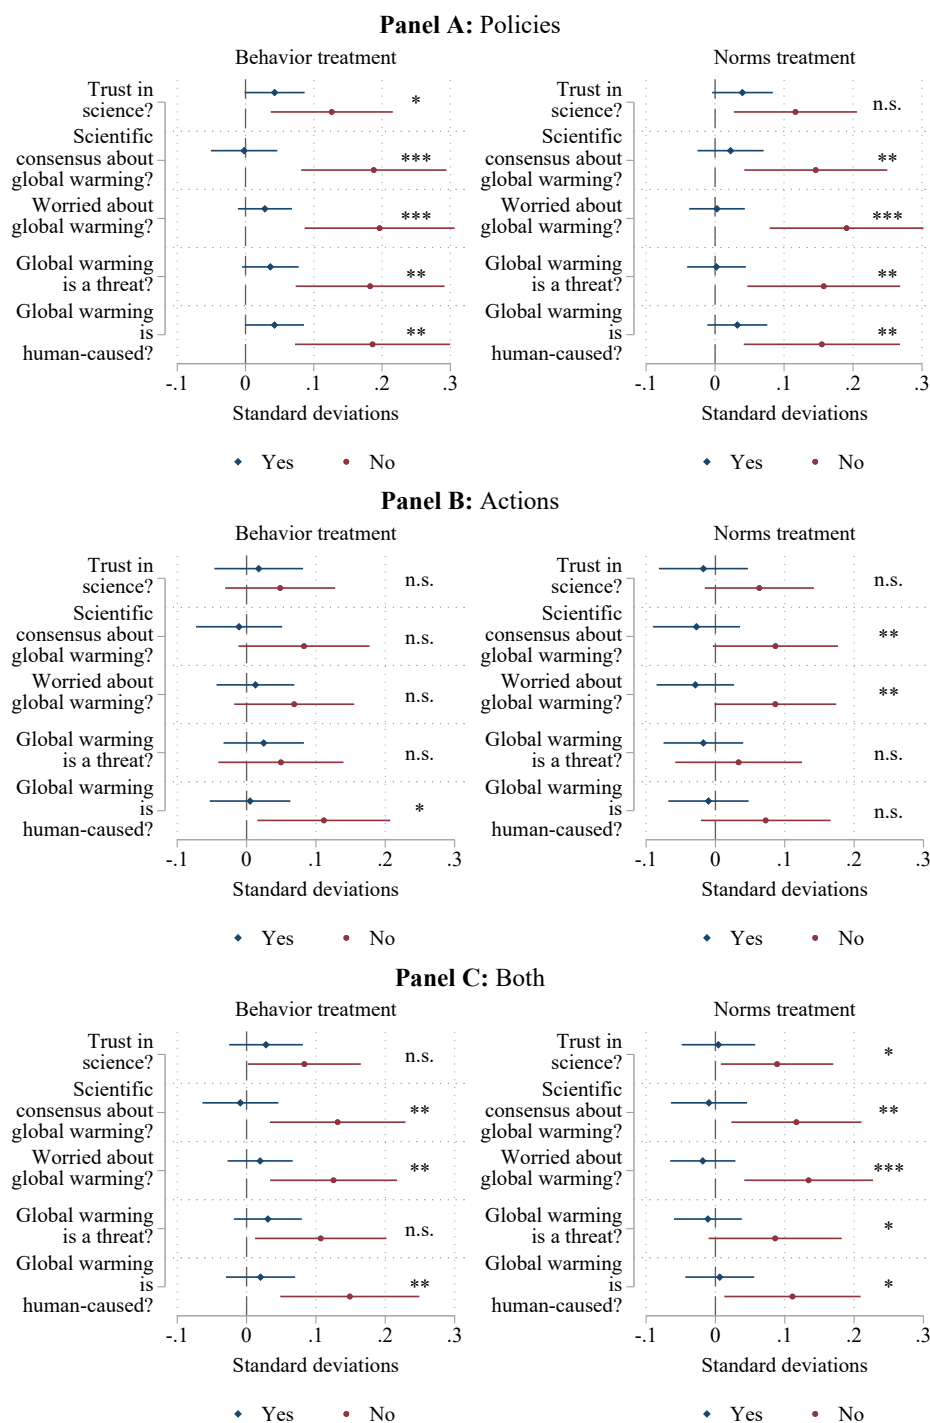 Panel A: Policies
Behavior treatment
Trust in
science?
*
Scientific
consensus about
global warming?
***
Worried about
global warming?
***
Global warming
is a threat?
**
Global warming
is
human-caused?
**
-.1 0 .1 .2 .3
Standard deviations
Yes No
Norms treatment
Trust in
science?
n.s.
Scientific
consensus about
global warming?
**
Worried about
global warming?
***
Global warming
is a threat?
**
Global warming
is
human-caused?
**
-.1 0 .1 .2 .3
Standard deviations
Yes No
Panel B: Actions
Behavior treatment
Trust in
science?
n.s.
Scientific
consensus about
global warming?
n.s.
Worried about
global warming?
n.s.
Global warming
is a threat?
n.s.
Global warming
is
human-caused?
*
-.1 0 .1 .2 .3
Standard deviations
Yes No
Norms treatment
Trust in
science?
n.s.
Scientific
consensus about
global warming?
**
Worried about
global warming?
**
Global warming
is a threat?
n.s.
Global warming
is
human-caused?
n.s.
-.1 0 .1 .2 .3
Standard deviations
Yes No
Panel C: Both
Behavior treatment
Trust in
science?
n.s.
Scientific
consensus about
global warming?
**
Worried about
global warming?
**
Global warming
is a threat?
n.s.
Global warming
is
human-caused?
**
-.1 0 .1 .2 .3
Standard deviations
Yes No
Norms treatment
Trust in
science?
*
Scientific
consensus about
global warming?
**
Worried about
global warming?
***
Global warming
is a threat?
*
Global warming
is
human-caused?
*
-.1 0 .1 .2 .3
Standard deviations
Yes No